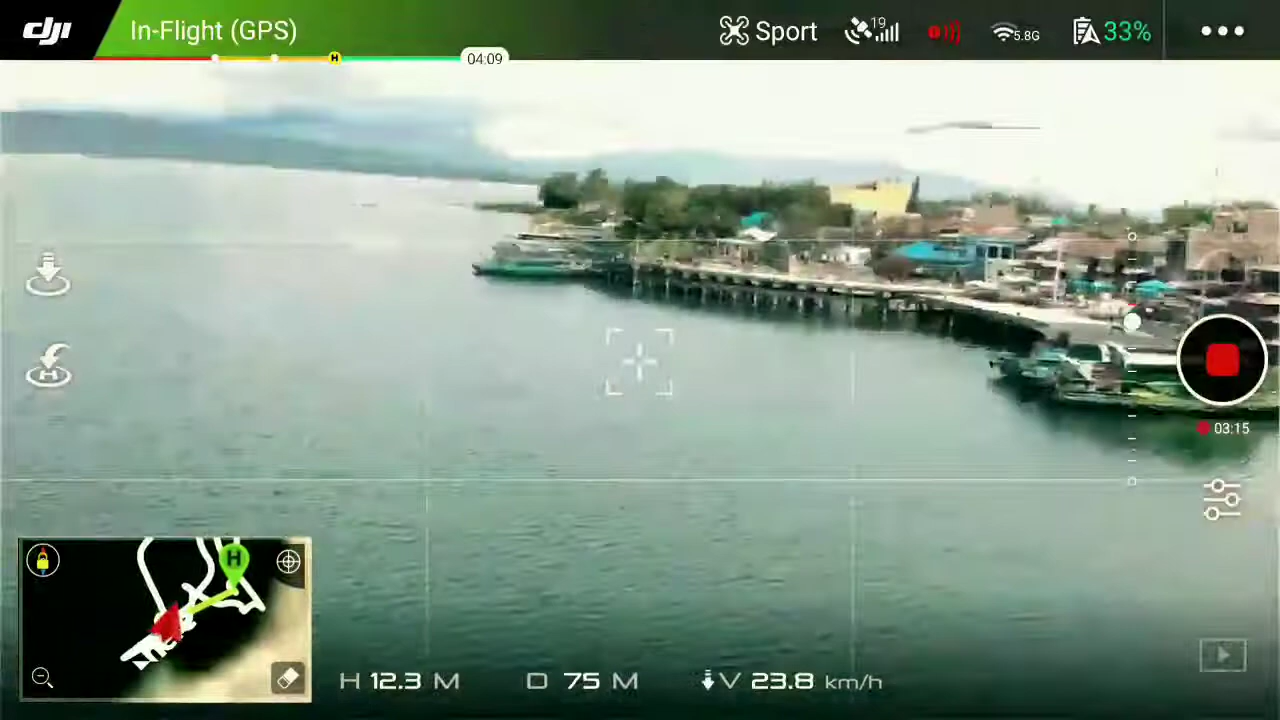 dji In-Flight (GPS) Sport 19 5.8G 33% •••
H 04:09
03:15
H
H
H 12.3 M D 75 M V 23.8 km/h